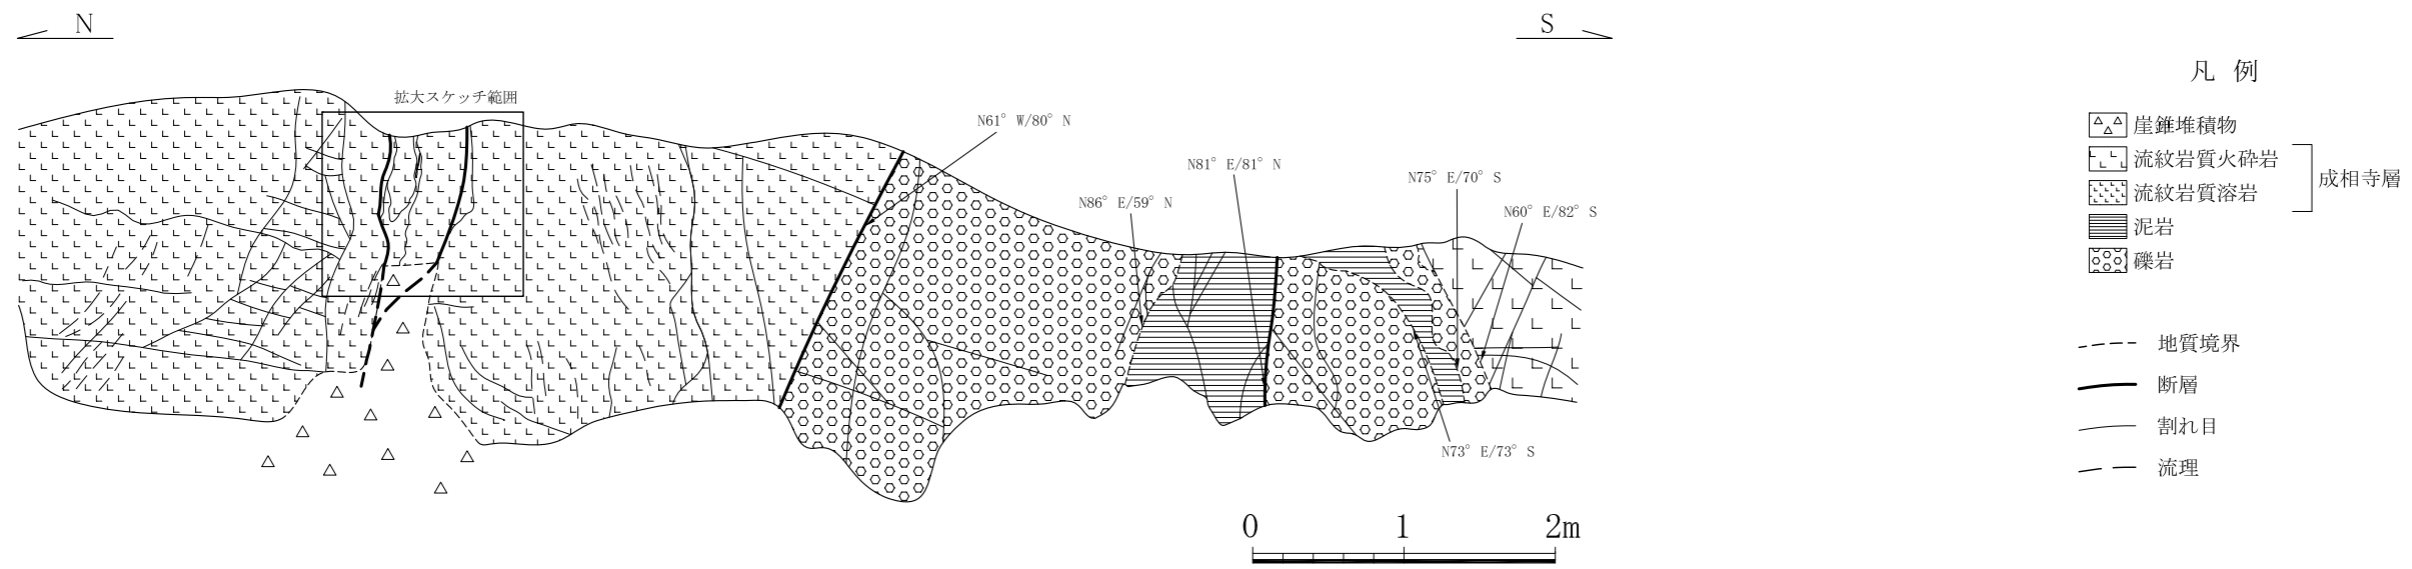 N
S
拡大スケッチ範囲
N61° W/80° N
N81° E/81° N
N86° E/59° N
N75° E/70° S
N60° E/82° S
N73° E/73° S
0 1 2m
凡 例
崖錐堆積物
流紋岩質火砕岩
流紋岩質溶岩
成相寺層
泥岩
礫岩
地質境界
断層
割れ目
流理